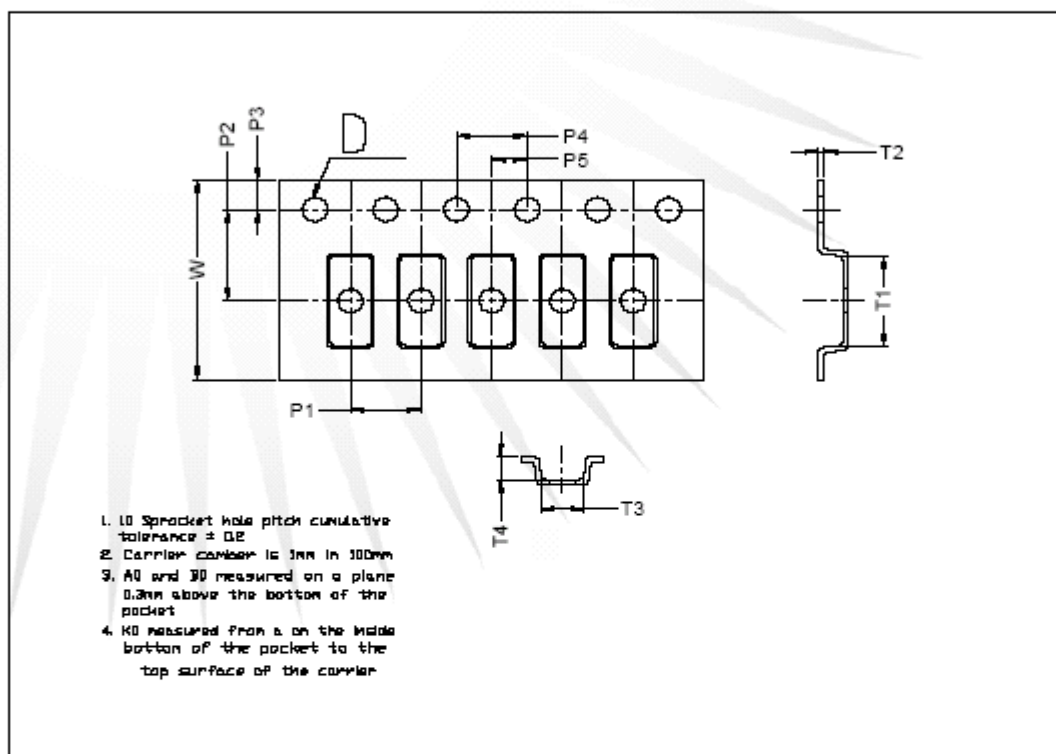 D
P2
P3
P4
P5
T2
W
T1
P1
T4
T3
1. 10 Sprocket hole pitch cumulative
tolerance ± 0.2
2. Carrier camber is 1mm in 100mm
3. A0 and B0 measured on a plane
0.3mm above the bottom of the
pocket
4. K0 measured from a on the inside
bottom of the pocket to the
top surface of the carrier